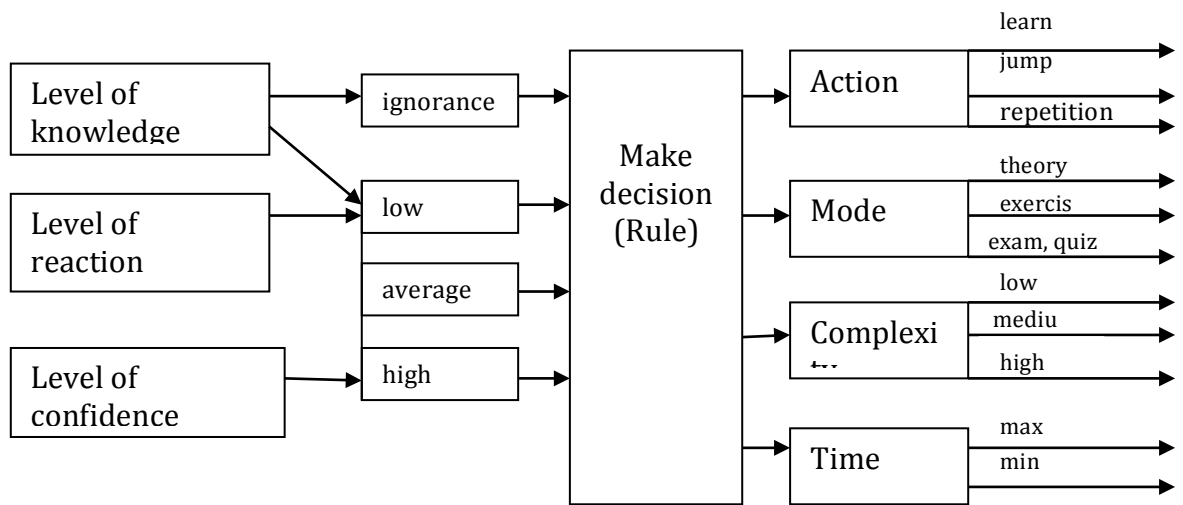 Level of
knowledge
Level of
reaction
Level of
confidence
ignorance
low
average
high
Make
decision
(Rule)
Action
learn
jump
repetition
Mode
theory
exercis
exam, quiz
Complexi
low
mediu
high
Time
max
min